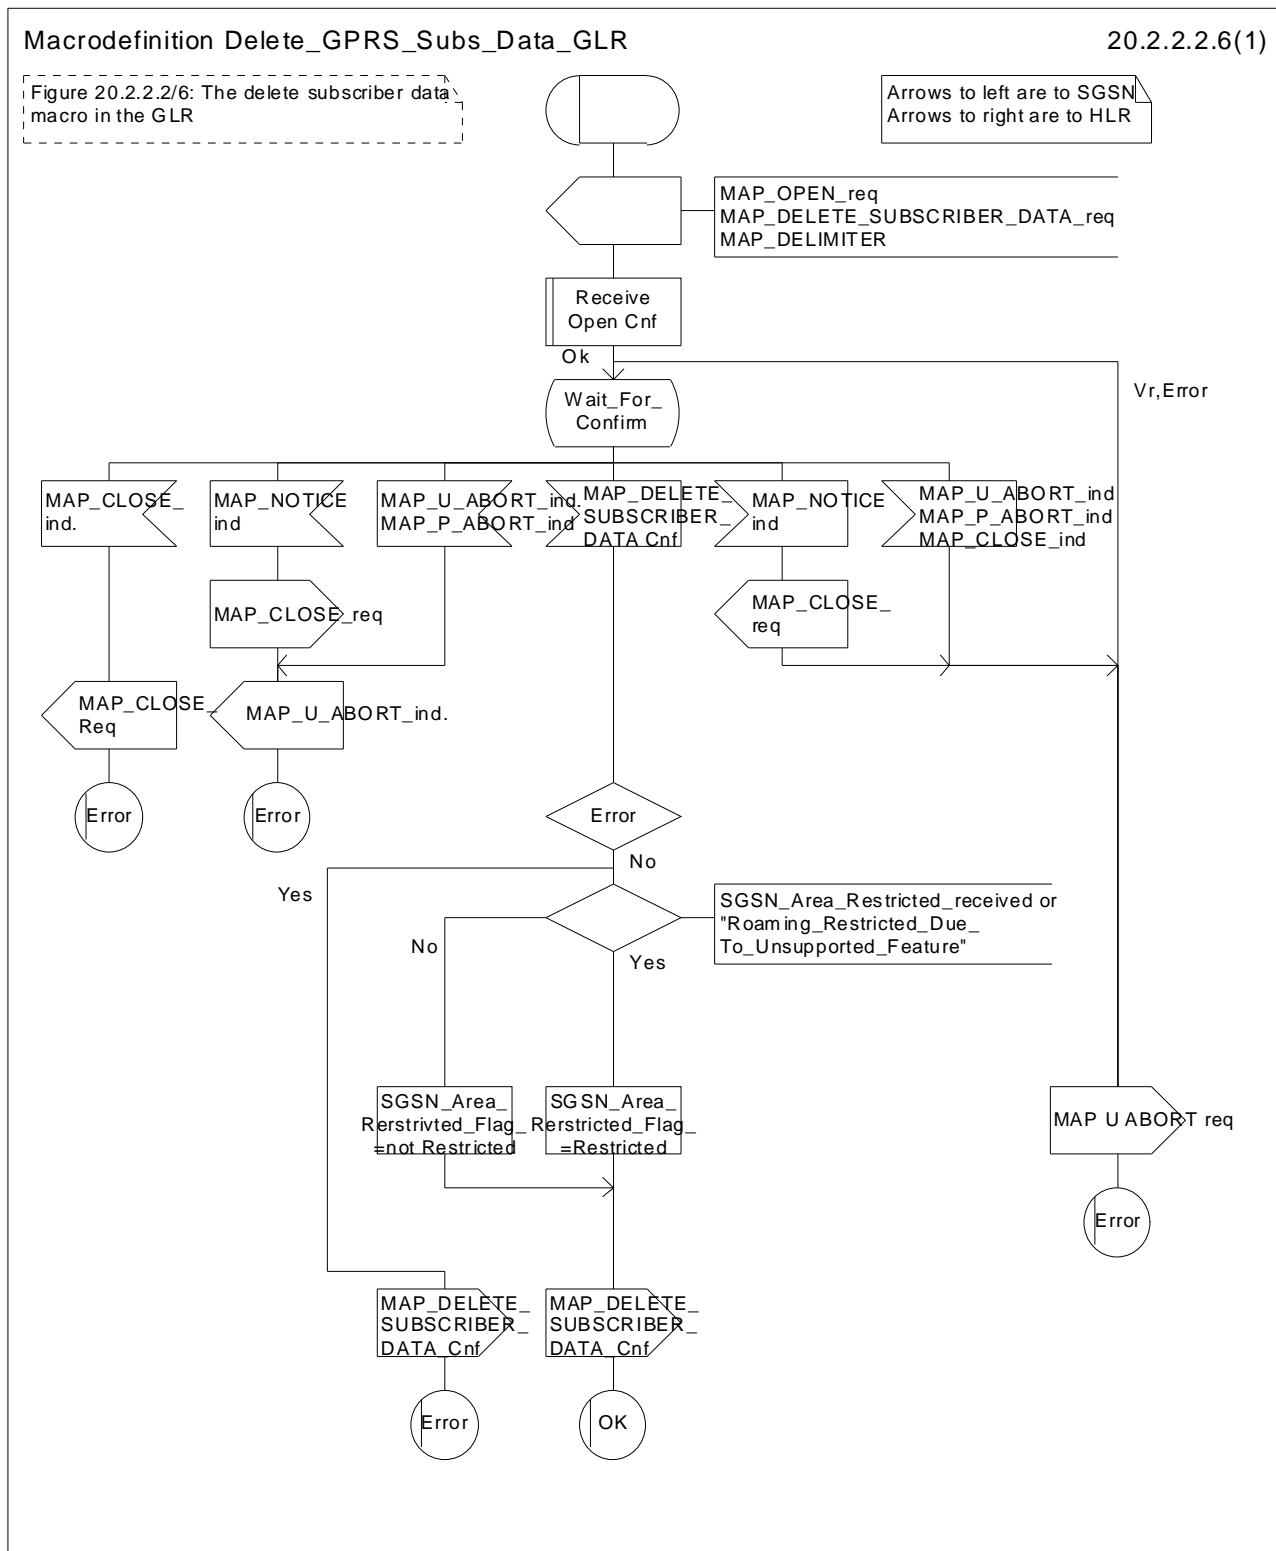 Macrodefinition Delete_GPRS_Subs_Data_GLR
20.2.2.2.6(1)
Figure 20.2.2.2/6: The delete subscriber data
macro in the GLR
Arrows to left are to SGSN
Arrows to right are to HLR
MAP_OPEN_req
MAP_DELETE_SUBSCRIBER_DATA_req
MAP_DELIMITER
Receive
Open Cnf
Ok
Vr,Error
Wait_For_
Confirm
MAP_CLOSE_
ind.
MAP_NOTICE
ind
MAP_U_ABORT_ind.
MAP_P_ABORT_ind
MAP_DELETE_
SUBSCRIBER_
DATA Cnf
MAP_NOTICE
ind
MAP_U_ABORT_ind
MAP_P_ABORT_ind
MAP_CLOSE_ind
MAP_CLOSE_req
MAP_CLOSE_
req
MAP_CLOSE_
Req
MAP_U_ABORT_ind.
Error
Error
Error
No
Yes
SGSN_Area_Restricted_received or
"Roaming_Restricted_Due_
To_Unsupported_Feature"
No
Yes
SGSN_Area_
Rerstrivted_Flag_
=not Restricted
SGSN_Area_
Rerstricted_Flag_
=Restricted
MAP U ABORT req
Error
MAP_DELETE_
SUBSCRIBER_
DATA_Cnf
MAP_DELETE_
SUBSCRIBER_
DATA_Cnf
Error
OK